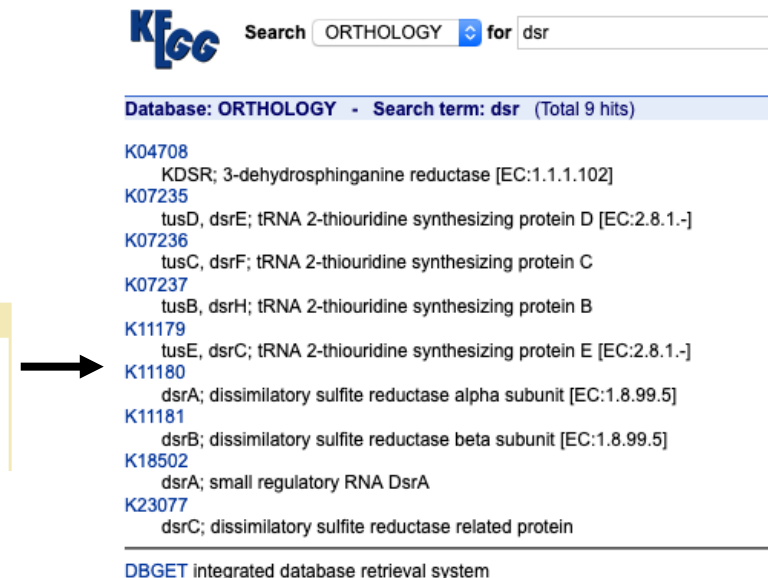 KEGG Search ORTHOLOGY for dsr
Database: ORTHOLOGY - Search term: dsr (Total 9 hits)
K04708
KDSR; 3-dehydrosphinganine reductase [EC:1.1.1.102]
K07235
tusD, dsrE; tRNA 2-thiouridine synthesizing protein D [EC:2.8.1.-]
K07236
tusC, dsrF; tRNA 2-thiouridine synthesizing protein C
K07237
tusB, dsrH; tRNA 2-thiouridine synthesizing protein B
K11179
tusE, dsrC; tRNA 2-thiouridine synthesizing protein E [EC:2.8.1.-]
K11180
dsrA; dissimilatory sulfite reductase alpha subunit [EC:1.8.99.5]
K11181
dsrB; dissimilatory sulfite reductase beta subunit [EC:1.8.99.5]
K18502
dsrA; small regulatory RNA DsrA
K23077
dsrC; dissimilatory sulfite reductase related protein
DBGET integrated database retrieval system